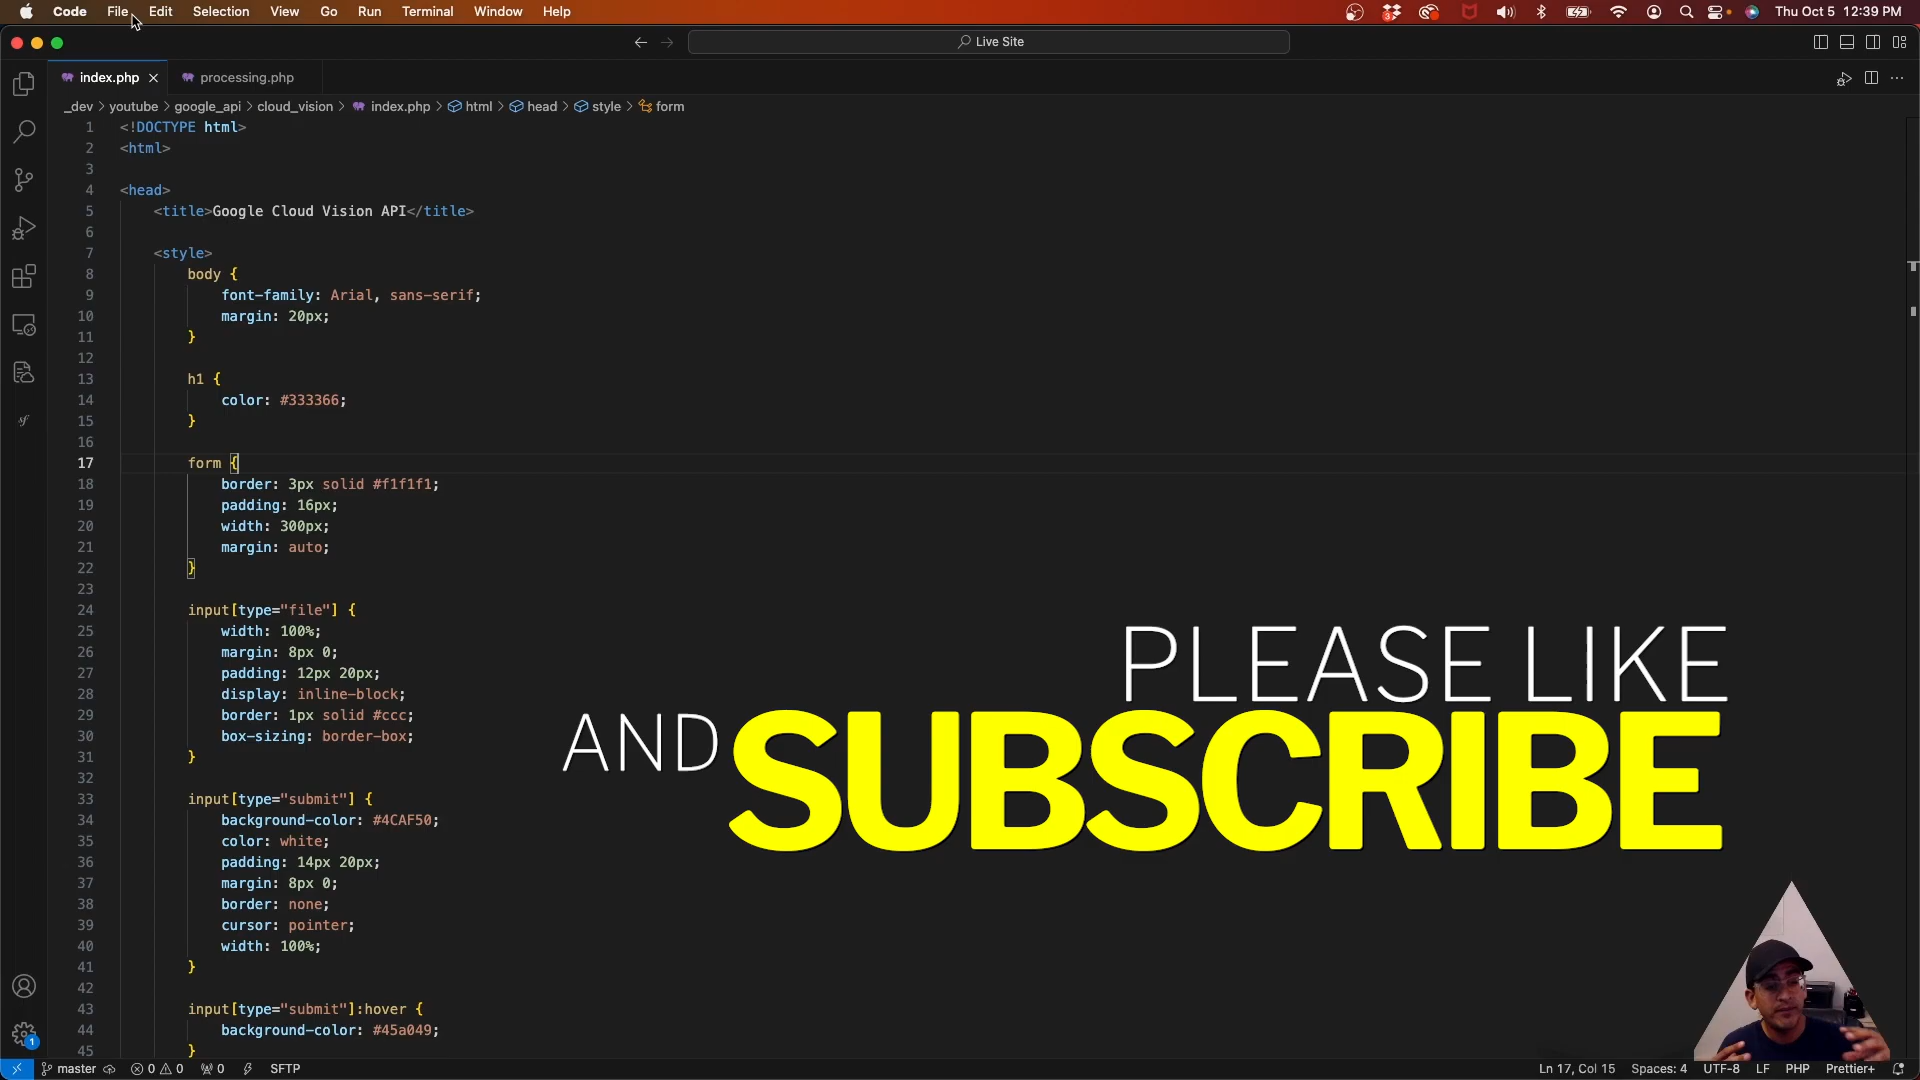 Code File Edit Selection View Go Run Terminal Window Help Thu Oct 5 12:39 PM
Live Site
index.php processing.php
_dev > youtube > google_api > cloud_vision > index.php > html > head > style > form
1 <!DOCTYPE html>
2 <html>
3
4 <head>
5 <title>Google Cloud Vision API</title>
6
7 <style>
8 body {
9 font-family: Arial, sans-serif;
10 margin: 20px;
11 }
12
13 h1 {
14 color: #333366;
15 }
16
17 form {
18 border: 3px solid #f1f1f1;
19 padding: 16px;
20 width: 300px;
21 margin: auto;
22 }
23
24 input[type="file"] {
25 width: 100%;
26 margin: 8px 0;
27 padding: 12px 20px;
28 display: inline-block;
29 border: 1px solid #ccc;
30 box-sizing: border-box;
31 }
32
33 input[type="submit"] {
34 background-color: #4CAF50;
35 color: white;
36 padding: 14px 20px;
37 margin: 8px 0;
38 border: none;
39 cursor: pointer;
40 width: 100%;
41 }
42
43 input[type="submit"]:hover {
44 background-color: #45a049;
45 }
PLEASE LIKE
AND SUBSCRIBE
1
master 0 0 0 SFTP Ln 17, Col 15 Spaces: 4 UTF-8 LF PHP Prettier+